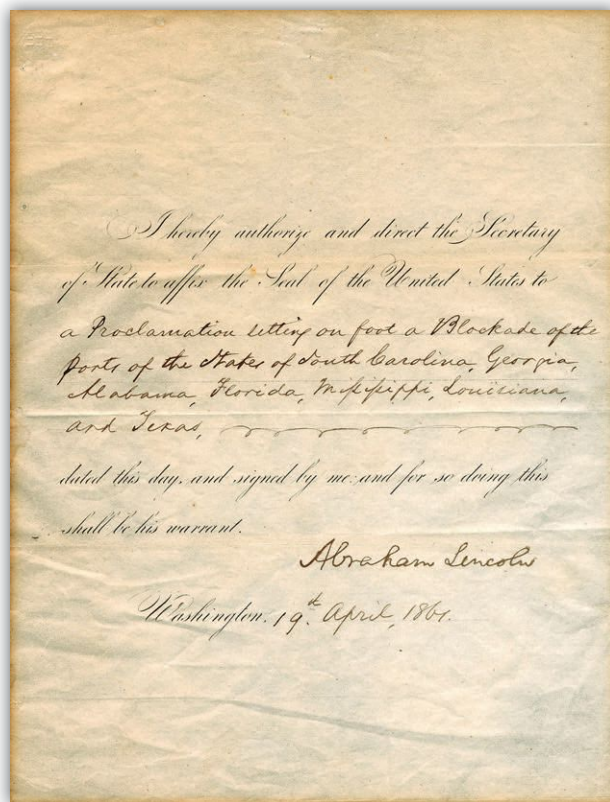 I hereby authorize and direct the Secretary
of State to affix the Seal of the United States to
a Proclamation setting on foot a Blockade of the
ports of the States of South Carolina, Georgia,
Alabama, Florida, Mississippi, Louisiana,
and Texas,
dated this day, and signed by me: and for so doing this
shall be his warrant.
Abraham Lincoln
Washington, 19th April, 1861.